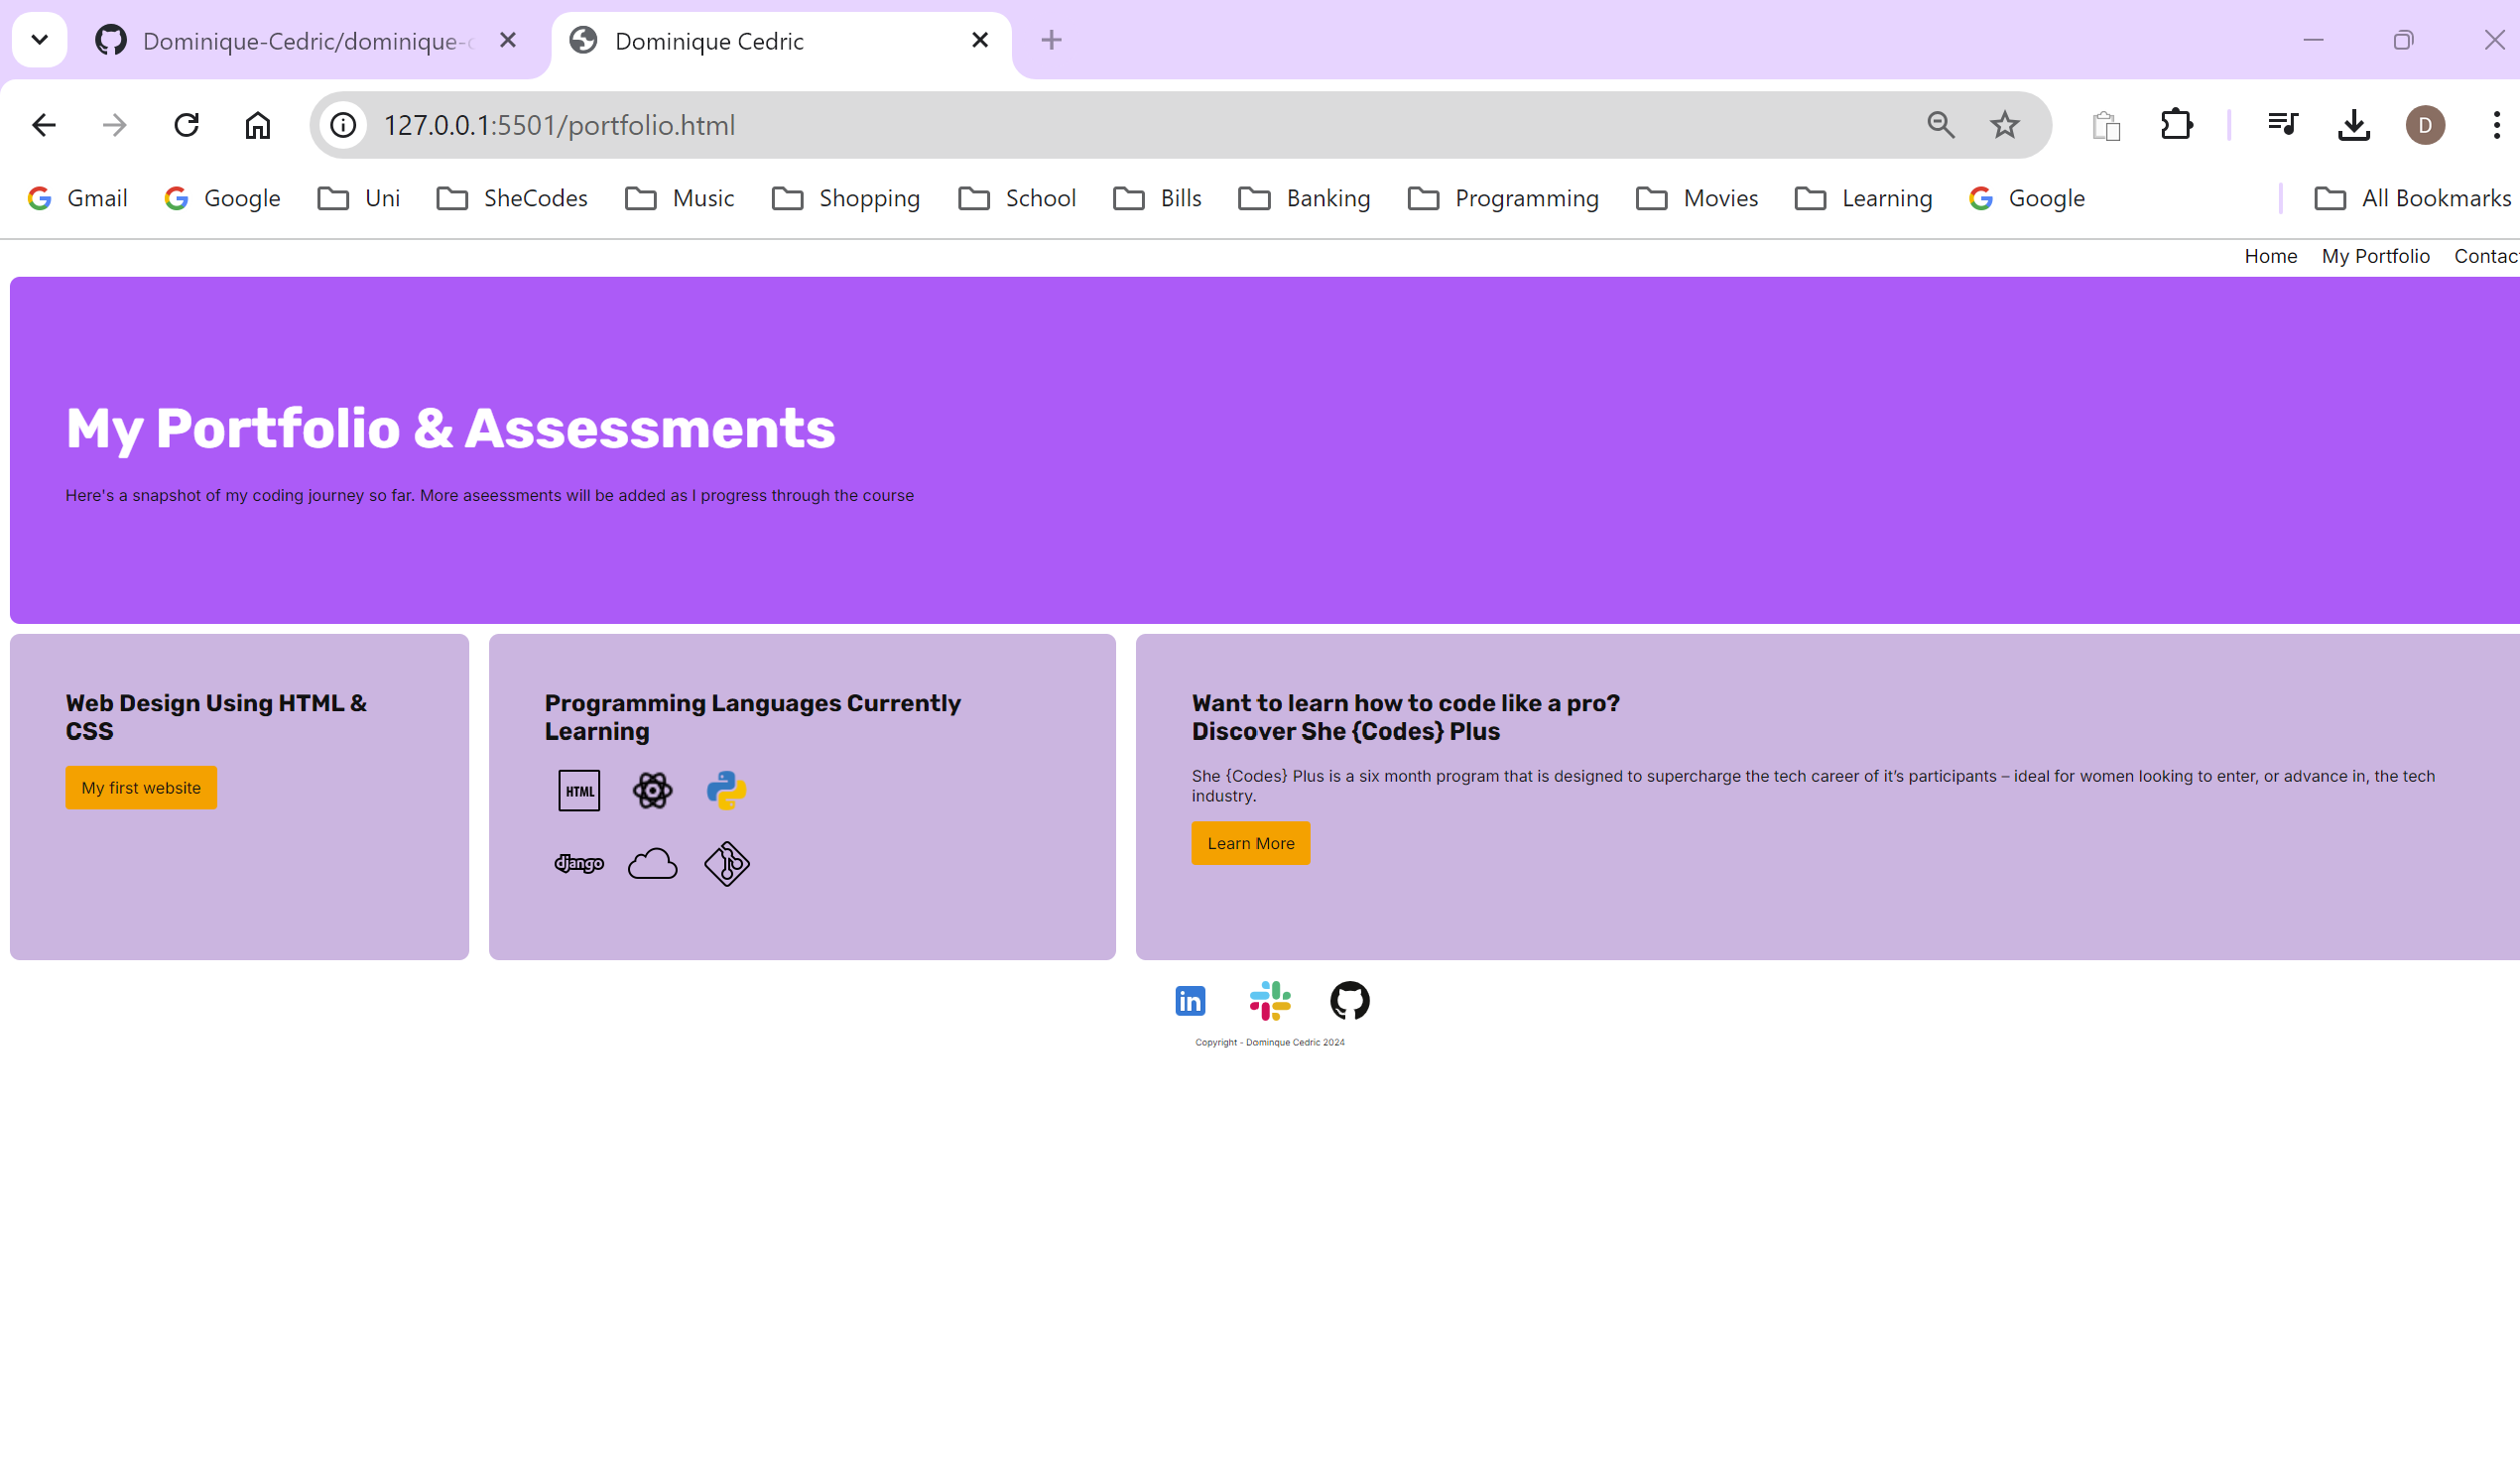 Dominique-Cedric/dominique-c
Dominique Cedric
127.0.0.1:5501/portfolio.html
D
Gmail
Google
Uni
SheCodes
Music
Shopping
School
Bills
Banking
Programming
Movies
Learning
Google
All Bookmarks
Home
My Portfolio
Contac
My Portfolio & Assessments
Here's a snapshot of my coding journey so far. More aseessments will be added as I progress through the course
Web Design Using HTML &
CSS
My first website
Programming Languages Currently
Learning
HTML
django
Want to learn how to code like a pro?
Discover She {Codes} Plus
She {Codes} Plus is a six month program that is designed to supercharge the tech career of it’s participants – ideal for women looking to enter, or advance in, the tech
industry.
Learn More
in
Copyright - Dominque Cedric 2024